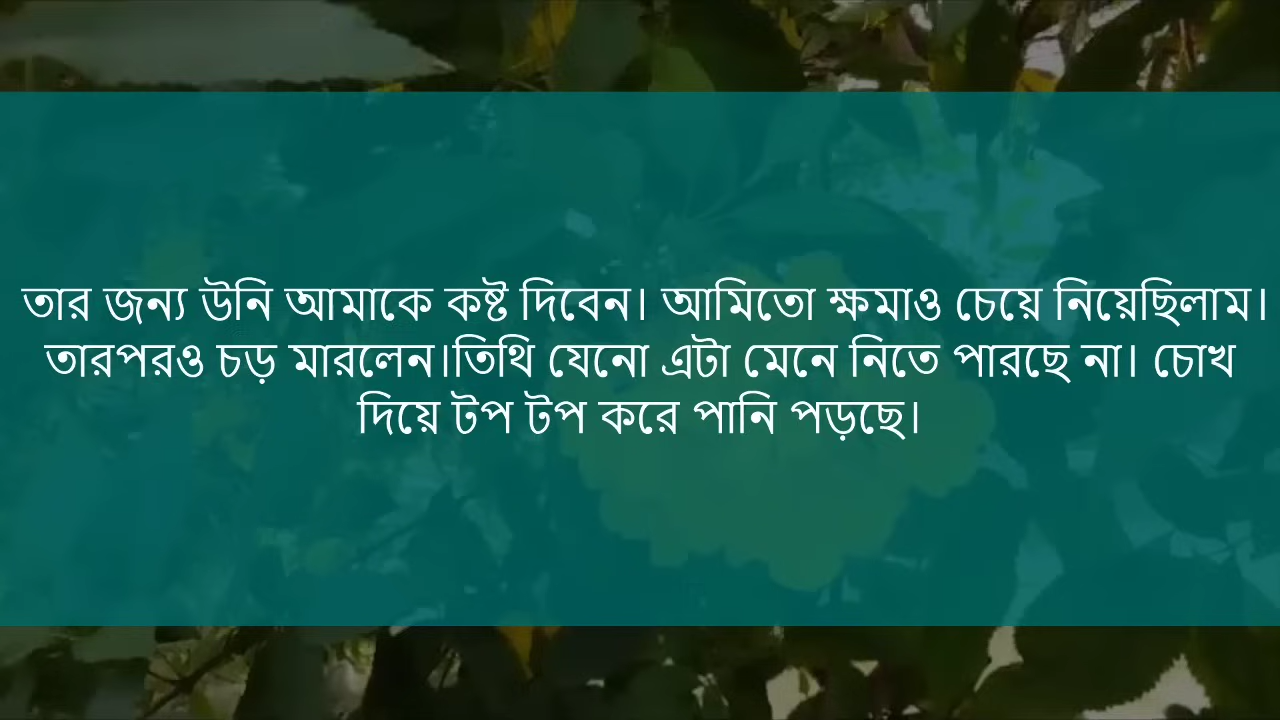 তার জন্য উনি আমাকে কষ্ট দিবেন। আমিতো ক্ষমাও চেয়ে নিয়েছিলাম।
তারপরও চড় মারলেন।তিথি যেনো এটা মেনে নিতে পারছে না। চোখ
দিয়ে টপ টপ করে পানি পড়ছে।